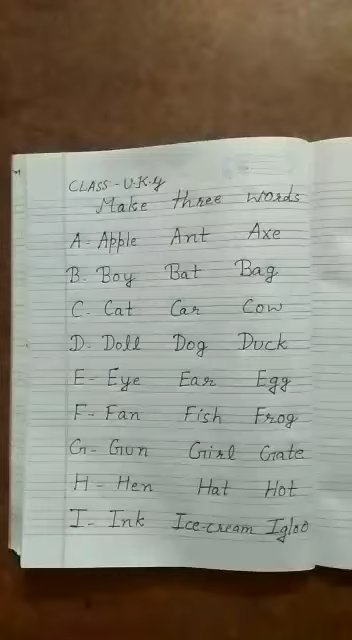 CLASS-U.K.G
Make three words
A- Apple Ant Axe
B- Boy Bat Bag
C- Cat Car Cow
D- Doll Dog Duck
E- Eye Ear Egg
F- Fan Fish Frog
G- Gun Girl Gate
H- Hen Hat Hot
I- Ink Ice-cream Igloo